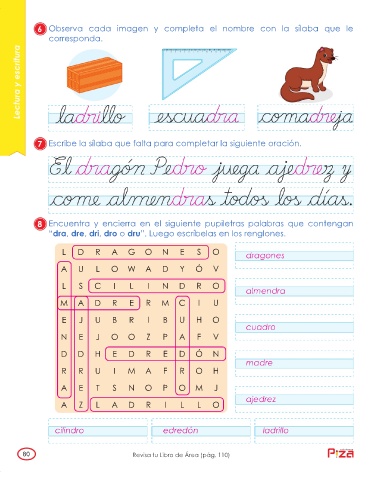 6 Observa cada imagen y completa el nombre con la sílaba que le
corresponda.
Lectura y escritura
ladrillo escuadra comadreja
7 Escribe la sílaba que falta para completar la siguiente oración.
El dragón Pedro juega ajedrez y
come almendras todos los días.
8 Encuentra y encierra en el siguiente pupiletras palabras que contengan
“dra, dre, dri, dro o dru”. Luego escríbelas en los renglones.
L D R A G O N E S O
A U L O W A D Y Ó V
L S C I L I N D R O
M A D R E R M C I U
E J U B R I B U H O
N E J O O Z P A F V
D D H E D R E D Ó N
R R U I M A F R O H
A E T S N O P O M J
A Z L A D R I L L O
dragones
almendra
cuadro
madre
ajedrez
cilindro edredón ladrillo
80 Revisa tu Libro de Área (pág. 110) Piza